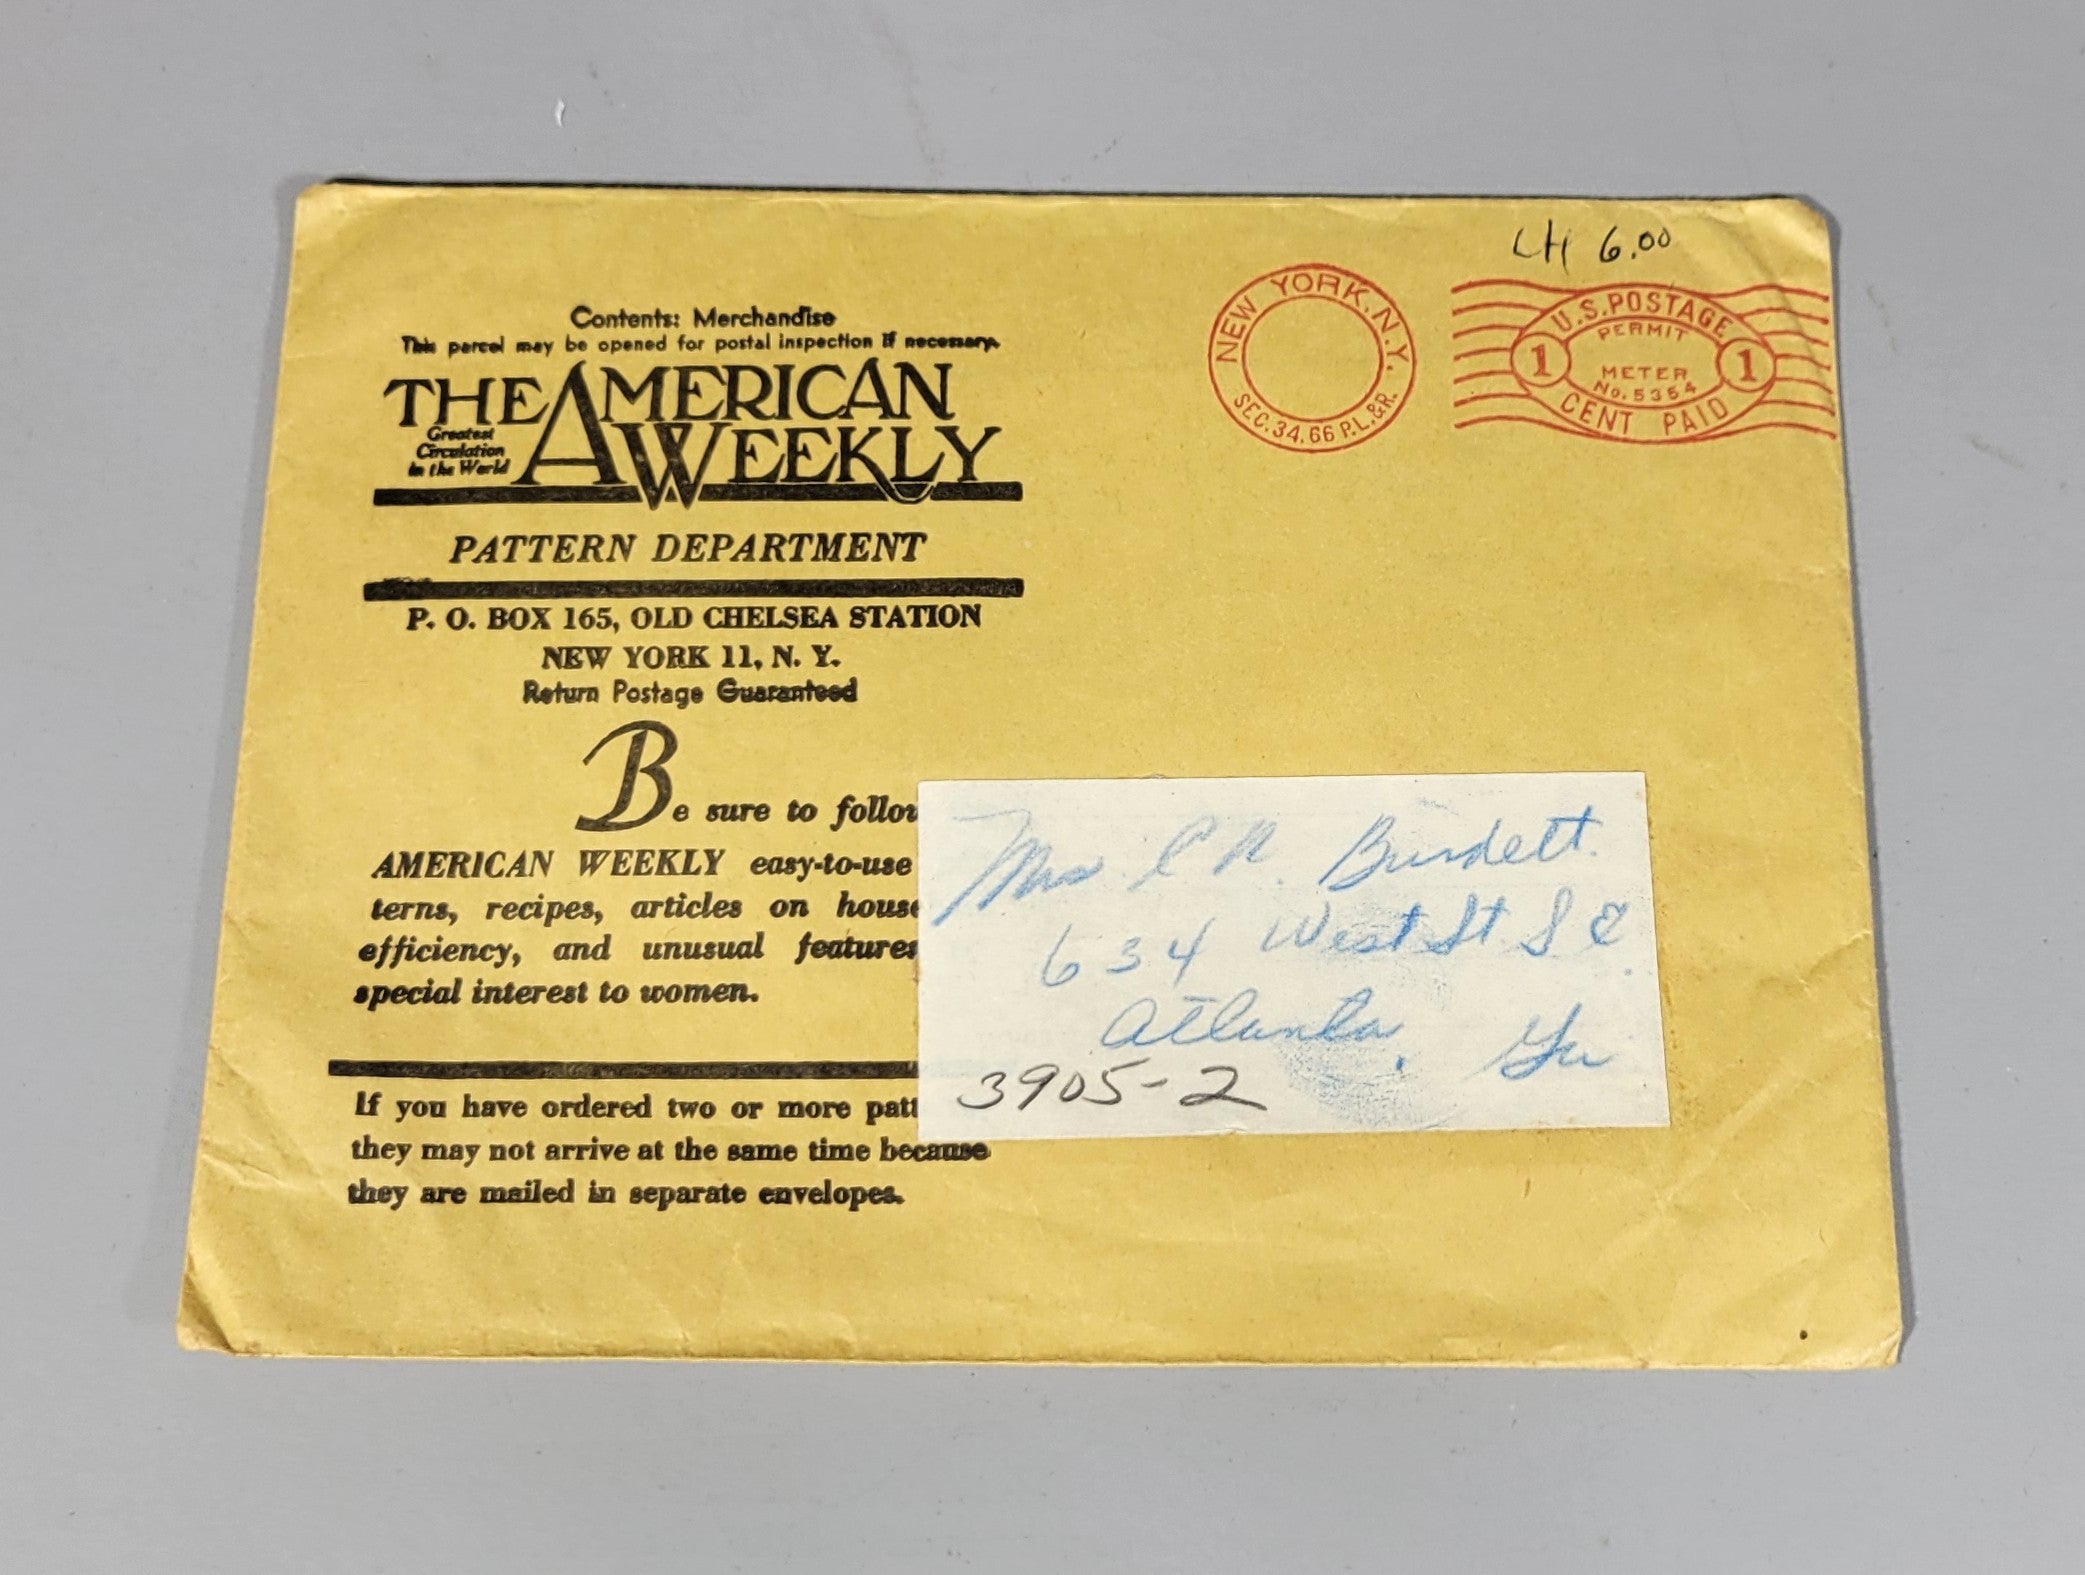 LH 6.00
NEW YORK, N.Y.
SEC. 34.66 P.L.&R.
U.S. POSTAGE
PERMIT
1 1
METER
No. 5354
CENT PAID
Contents: Merchandise
This parcel may be opened for postal inspection if necessary.
THE AMERICAN
WEEKLY
Greatest
Circulation
in the World
PATTERN DEPARTMENT
P. O. BOX 165, OLD CHELSEA STATION
NEW YORK 11, N. Y.
Return Postage Guaranteed
Be sure to follow
AMERICAN WEEKLY easy-to-use
terns, recipes, articles on house
efficiency, and unusual features
special interest to women.
If you have ordered two or more patt
they may not arrive at the same time because
they are mailed in separate envelopes.
Mrs C R. Burdett.
634 West St S E.
Atlanta, Ga
3905-2